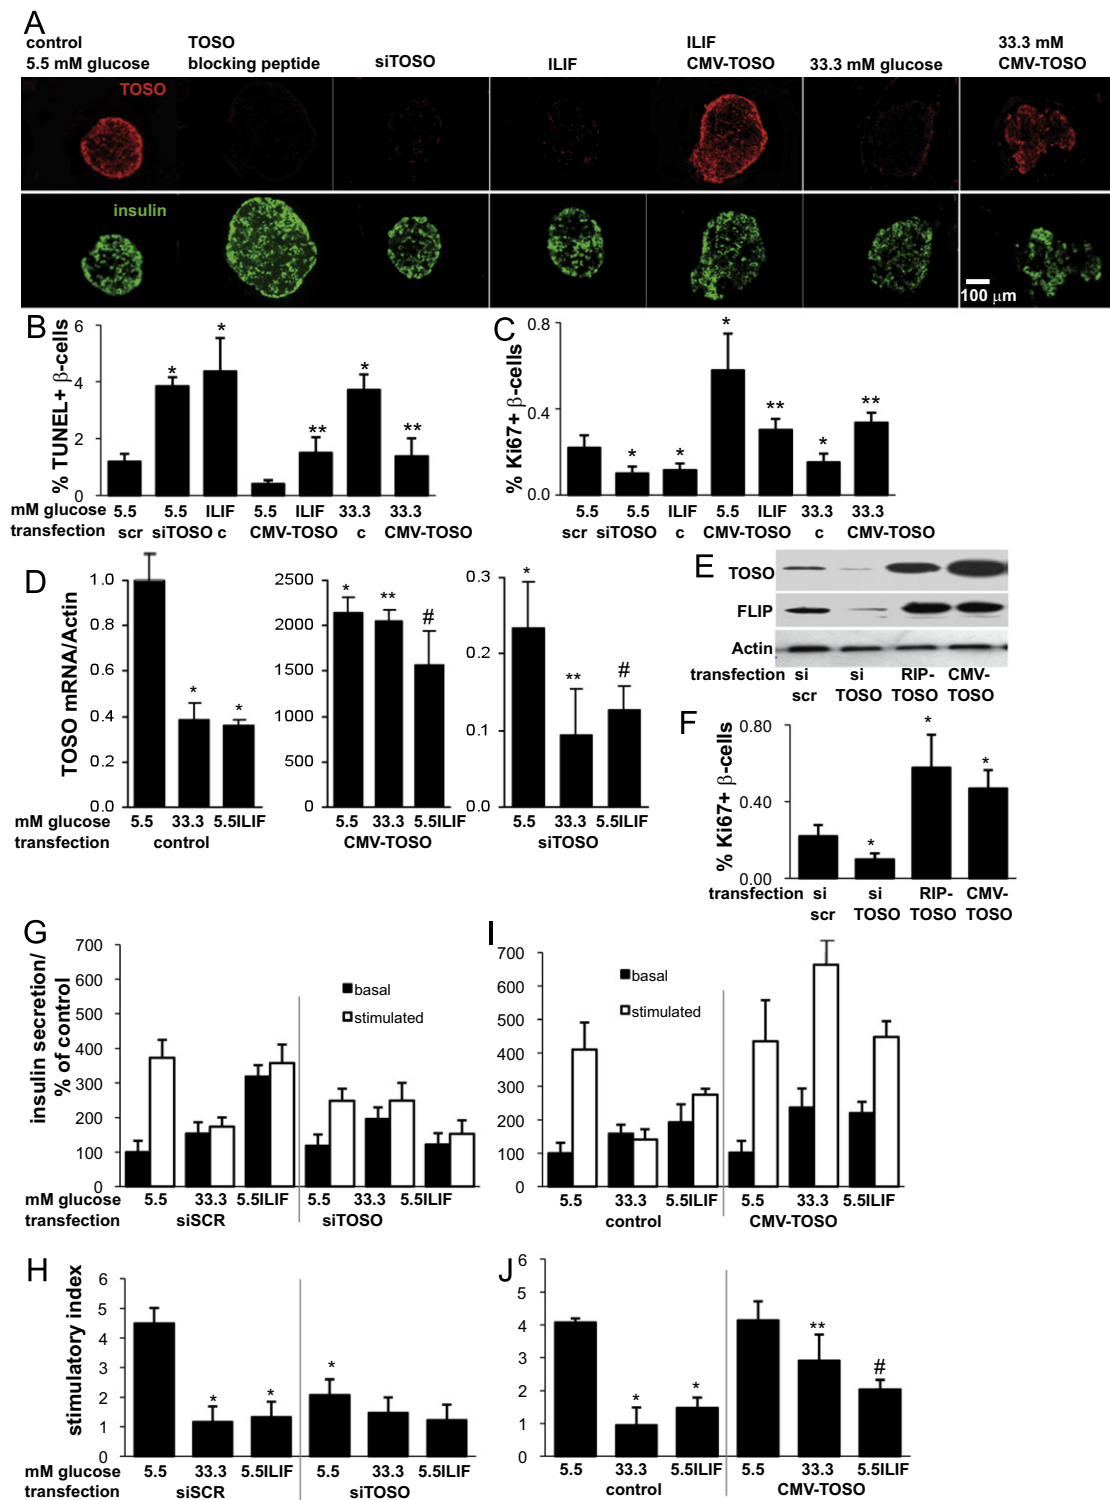 A
control
5.5 mM glucose
TOSO
blocking peptide
siTOSO
ILIF
ILIF
CMV-TOSO
33.3 mM glucose
33.3 mM
CMV-TOSO
TOSO
insulin
100 µm
B
% TUNEL+ β-cells
6
4
2
0
* * ** * **
mM glucose 5.5 5.5 ILIF 5.5 ILIF 33.3 33.3
transfection scr siTOSO c CMV-TOSO c CMV-TOSO
C
% Ki67+ β-cells
0.8
0.4
0.0
* * * ** * **
5.5 5.5 ILIF 5.5 ILIF 33.3 33.3
scr siTOSO c CMV-TOSO c CMV-TOSO
D
TOSO mRNA/Actin
1.0
0.8
0.6
0.4
0.2
0.0
* *
2500
2000
1500
1000
500
0
* ** #
0.3
0.2
0.1
0.0
* ** #
mM glucose 5.5 33.3 5.5ILIF 5.5 33.3 5.5ILIF 5.5 33.3 5.5ILIF
transfection control CMV-TOSO siTOSO
E
TOSO
FLIP
Actin
transfection si si RIP- CMV-
scr TOSO TOSO TOSO
F
% Ki67+ β-cells
0.80
0.40
0.00
* * *
transfection si si RIP- CMV-
scr TOSO TOSO TOSO
G
insulin secretion/
% of control
700
600
500
400
300
200
100
0
basal
stimulated
mM glucose 5.5 33.3 5.5ILIF 5.5 33.3 5.5ILIF
transfection siSCR siTOSO
I
700
600
500
400
300
200
100
0
basal
stimulated
5.5 33.3 5.5ILIF 5.5 33.3 5.5ILIF
control CMV-TOSO
H
stimulatory index
6
5
4
3
2
1
0
* * *
mM glucose 5.5 33.3 5.5ILIF 5.5 33.3 5.5ILIF
transfection siSCR siTOSO
J
6
5
4
3
2
1
0
* * ** #
5.5 33.3 5.5ILIF 5.5 33.3 5.5ILIF
control CMV-TOSO